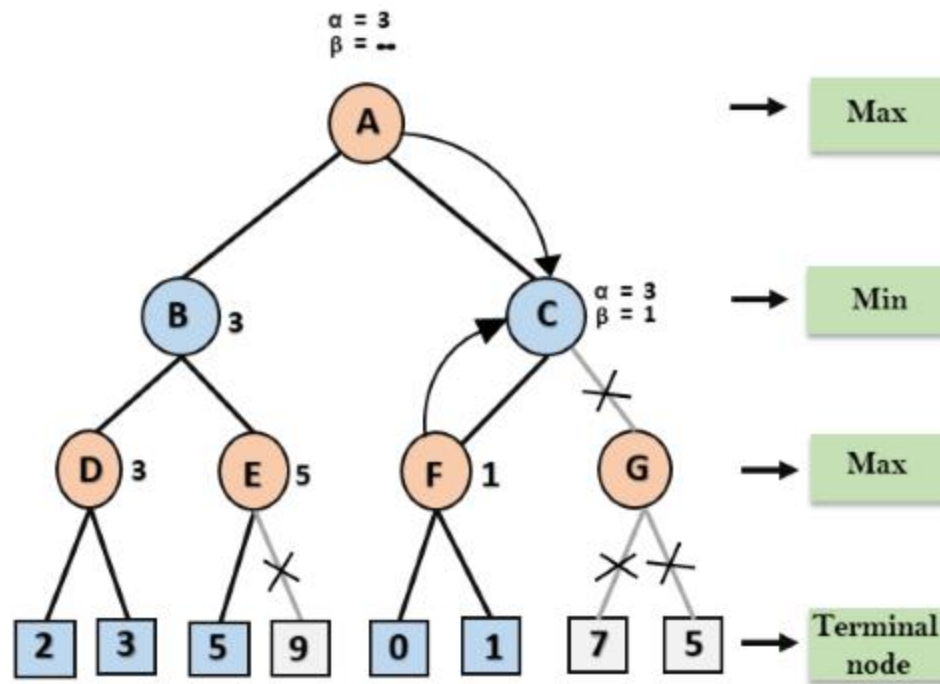 α = 3
β = ∞
A
Max
B
3
C
α = 3
β = 1
Min
D
3
E
5
F
1
G
Max
2
3
5
9
0
1
7
5
Terminal
node